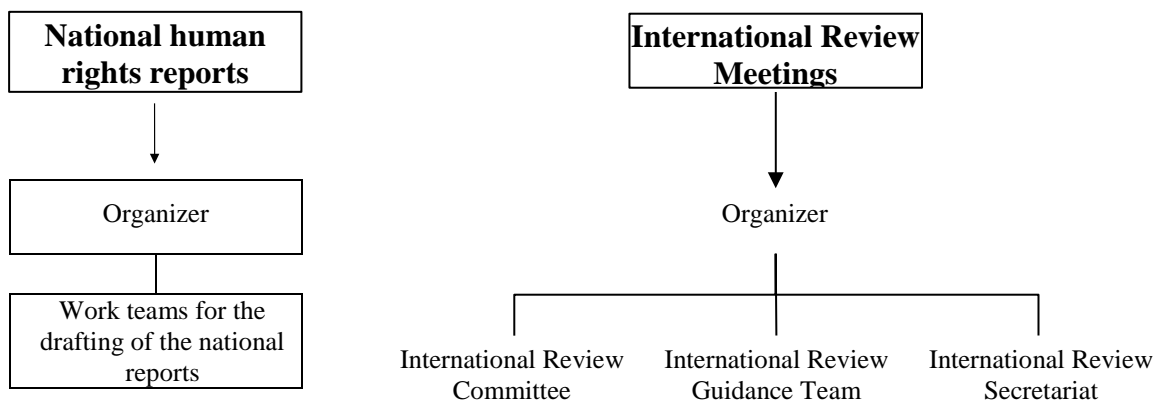 National human
rights reports
Organizer
Work teams for the
drafting of the national
reports
International Review
Meetings
Organizer
International Review
Committee
International Review
Guidance Team
International Review
Secretariat